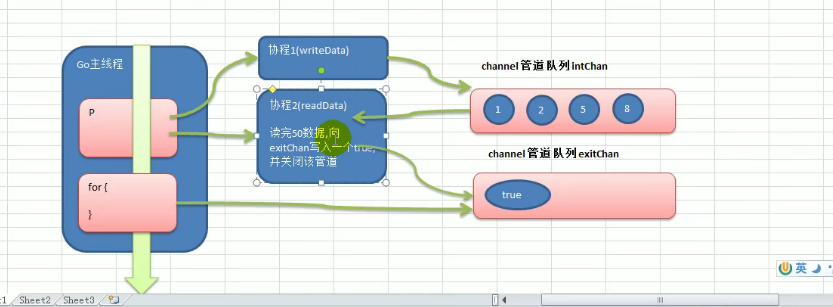 Go主线程
P
for {
}
协程1(writeData)
协程2(readData)
读完50数据,向
exitChan写入一个true,
并关闭该管道
channel 管道队列 intChan
1 2 5 8
channel 管道队列 exitChan
true
英
Sheet2 Sheet3